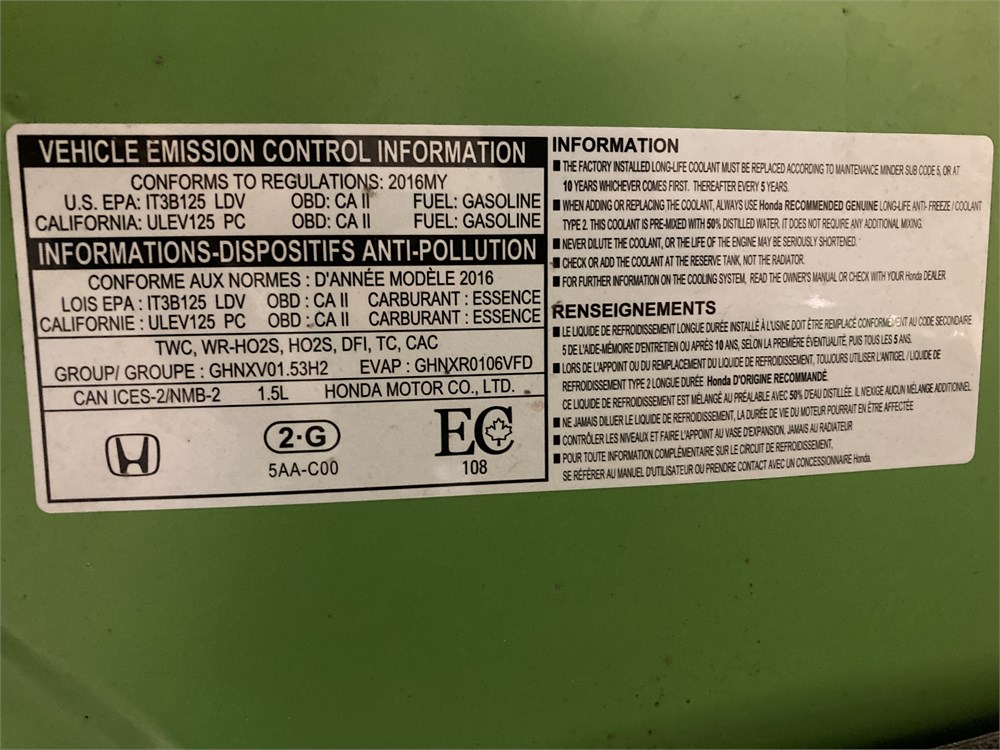 VEHICLE EMISSION CONTROL INFORMATION
CONFORMS TO REGULATIONS: 2016MY
U.S. EPA: IT3B125 LDV OBD: CA II FUEL: GASOLINE
CALIFORNIA: ULEV125 PC OBD: CA II FUEL: GASOLINE
INFORMATIONS-DISPOSITIFS ANTI-POLLUTION
CONFORME AUX NORMES : D'ANNÉE MODÈLE 2016
LOIS EPA : IT3B125 LDV OBD : CA II CARBURANT : ESSENCE
CALIFORNIE : ULEV125 PC OBD : CA II CARBURANT : ESSENCE
TWC, WR-HO2S, HO2S, DFI, TC, CAC
GROUP/ GROUPE : GHNXV01.53H2 EVAP : GHNXR0106VFD
CAN ICES-2/NMB-2 1.5L HONDA MOTOR CO., LTD.
2·G
5AA-C00
EC
108
INFORMATION
■ THE FACTORY INSTALLED LONG-LIFE COOLANT MUST BE REPLACED ACCORDING TO MAINTENANCE MINDER SUB CODE 5, OR AT
10 YEARS WHICHEVER COMES FIRST. THEREAFTER EVERY 5 YEARS.
■ WHEN ADDING OR REPLACING THE COOLANT, ALWAYS USE Honda RECOMMENDED GENUINE LONG-LIFE ANTI- FREEZE / COOLANT
TYPE 2. THIS COOLANT IS PRE-MIXED WITH 50% DISTILLED WATER. IT DOES NOT REQUIRE ANY ADDITIONAL MIXING.
■ NEVER DILUTE THE COOLANT, OR THE LIFE OF THE ENGINE MAY BE SERIOUSLY SHORTENED.
■ CHECK OR ADD THE COOLANT AT THE RESERVE TANK, NOT THE RADIATOR.
■ FOR FURTHER INFORMATION ON THE COOLING SYSTEM, READ THE OWNER'S MANUAL OR CHECK WITH YOUR Honda DEALER
RENSEIGNEMENTS
■ LE LIQUIDE DE REFROIDISSEMENT LONGUE DURÉE INSTALLÉ À L'USINE DOIT ÊTRE REMPLACÉ CONFORMÉMENT AU CODE SECONDAIRE
5 DE L'AIDE-MÉMOIRE D'ENTRETIEN OU APRÈS 10 ANS, SELON LA PREMIÈRE ÉVENTUALITÉ, PUIS TOUS LES 5 ANS.
■ LORS DE L'APPOINT OU DU REMPLACEMENT DU LIQUIDE DE REFROIDISSEMENT, TOUJOURS UTILISER L'ANTIGEL / LIQUIDE DE
REFROIDISSEMENT TYPE 2 LONGUE DURÉE Honda D'ORIGINE RECOMMANDÉ.
CE LIQUIDE DE REFROIDISSEMENT EST MÉLANGÉ AU PRÉALABLE AVEC 50% D'EAU DISTILLÉE. IL N'EXIGE AUCUN MÉLANGE ADDITIONNEL.
■ NE JAMAIS DILUER LE LIQUIDE DE REFROIDISSEMENT, LA DURÉE DE VIE DU MOTEUR POURRAIT EN ÊTRE AFFECTÉE
■ CONTRÔLER LES NIVEAUX ET FAIRE L'APPOINT AU VASE D'EXPANSION, JAMAIS AU RADIATEUR
■ POUR TOUTE INFORMATION COMPLÉMENTAIRE SUR LE CIRCUIT DE REFROIDISSEMENT,
SE RÉFÉRER AU MANUEL D'UTILISATEUR OU PRENDRE CONTACT AVEC UN CONCESSIONNAIRE Honda.